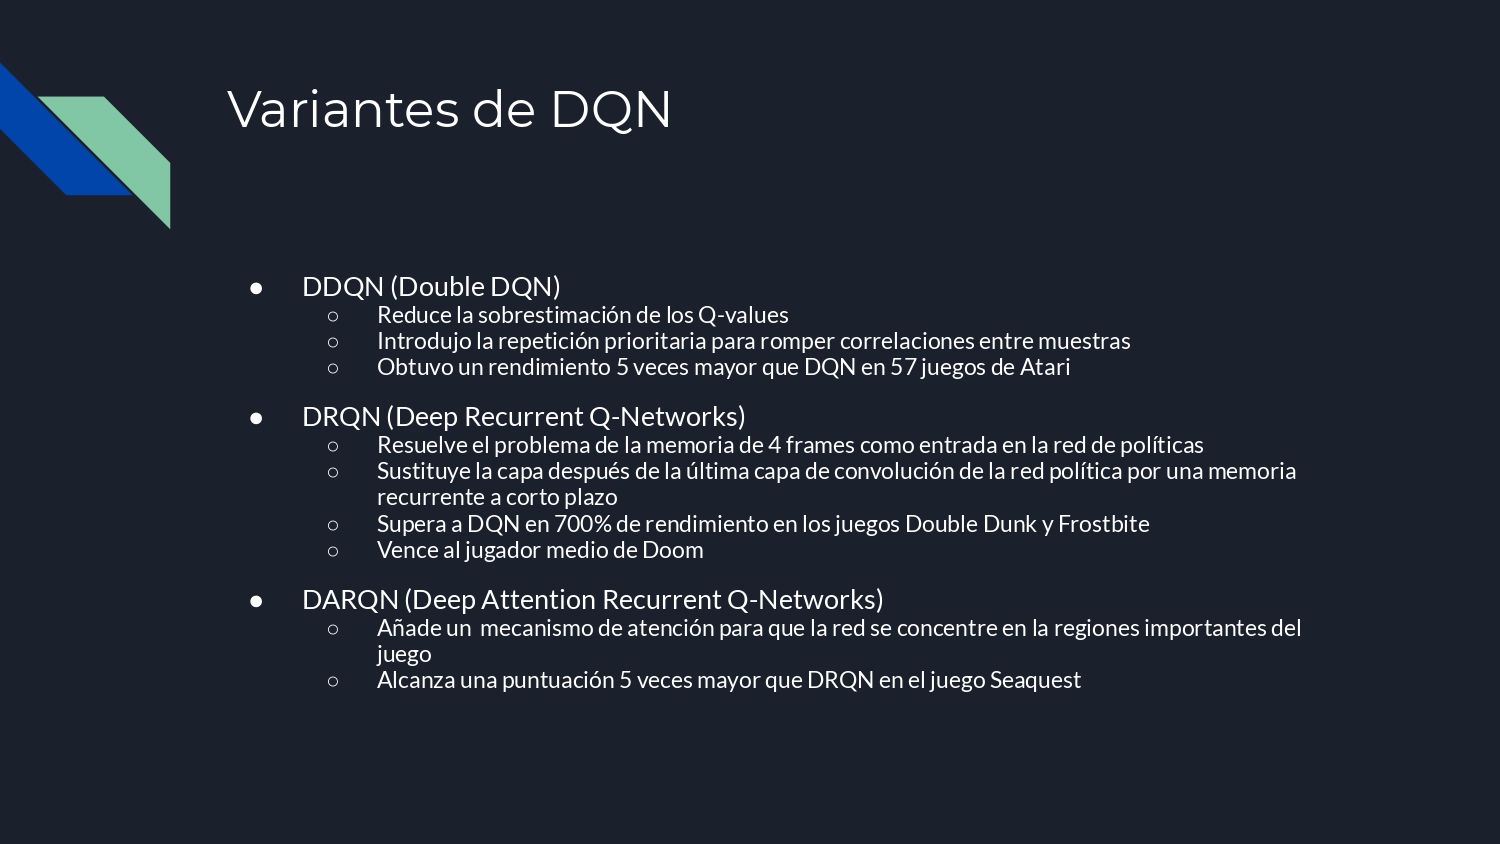 Variantes de DQN
● DDQN (Double DQN)
○ Reduce la sobrestimación de los Q-values
○ Introdujo la repetición prioritaria para romper correlaciones entre muestras
○ Obtuvo un rendimiento 5 veces mayor que DQN en 57 juegos de Atari
● DRQN (Deep Recurrent Q-Networks)
○ Resuelve el problema de la memoria de 4 frames como entrada en la red de políticas
○ Sustituye la capa después de la última capa de convolución de la red política por una memoria
recurrente a corto plazo
○ Supera a DQN en 700% de rendimiento en los juegos Double Dunk y Frostbite
○ Vence al jugador medio de Doom
● DARQN (Deep Attention Recurrent Q-Networks)
○ Añade un  mecanismo de atención para que la red se concentre en la regiones importantes del
juego
○ Alcanza una puntuación 5 veces mayor que DRQN en el juego Seaquest